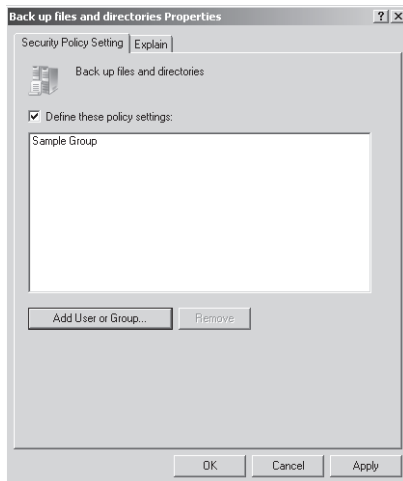 Back up files and directories Properties
? X
Security Policy Setting
Explain
Back up files and directories
Define these policy settings:
Sample Group
Add User or Group...
Remove
OK
Cancel
Apply